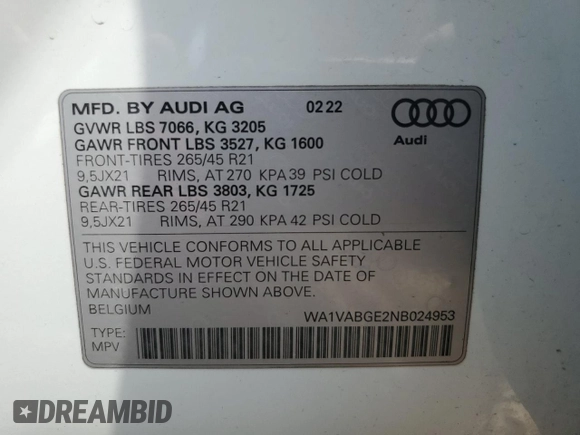 MFD. BY AUDI AG 02 22
GVWR LBS 7066, KG 3205
GAWR FRONT LBS 3527, KG 1600
FRONT-TIRES 265/45 R21
9,5JX21 RIMS, AT 270 KPA 39 PSI COLD
GAWR REAR LBS 3803, KG 1725
REAR-TIRES 265/45 R21
9,5JX21 RIMS, AT 290 KPA 42 PSI COLD
Audi
THIS VEHICLE CONFORMS TO ALL APPLICABLE
U.S. FEDERAL MOTOR VEHICLE SAFETY
STANDARDS IN EFFECT ON THE DATE OF
MANUFACTURE SHOWN ABOVE.
BELGIUM WA1VABGE2NB024953
TYPE:
MPV
DREAMBID